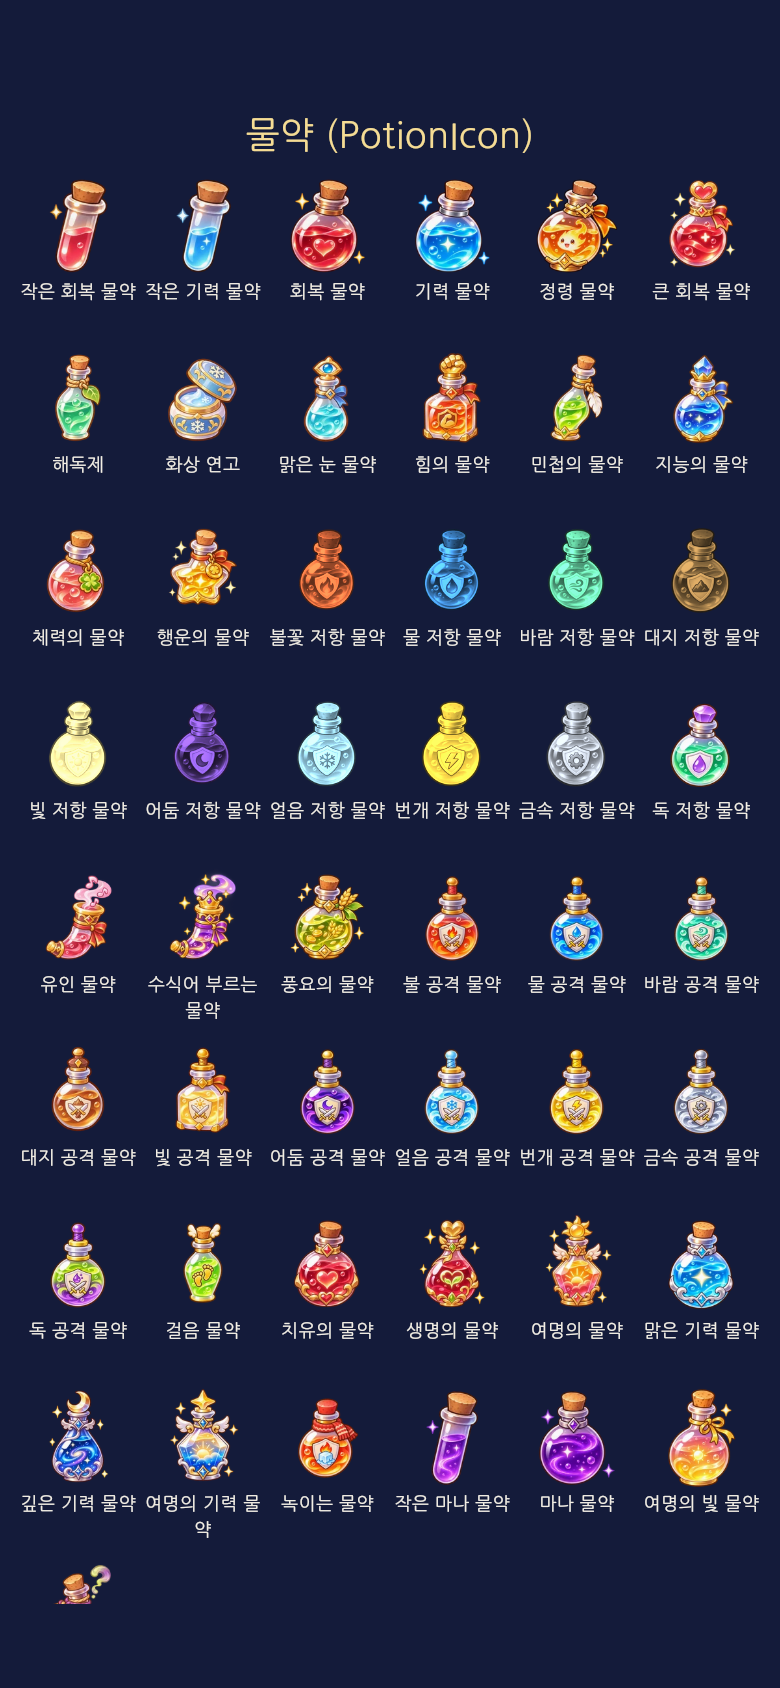 물약 (PotionIcon)
작은 회복 물약 작은 기력 물약 회복 물약 기력 물약 정령 물약 큰 회복 물약
해독제 화상 연고 맑은 눈 물약 힘의 물약 민첩의 물약 지능의 물약
체력의 물약 행운의 물약 불꽃 저항 물약 물 저항 물약 바람 저항 물약 대지 저항 물약
빛 저항 물약 어둠 저항 물약 얼음 저항 물약 번개 저항 물약 금속 저항 물약 독 저항 물약
유인 물약 수식어 부르는 풍요의 물약 불 공격 물약 물 공격 물약 바람 공격 물약
물약
대지 공격 물약 빛 공격 물약 어둠 공격 물약 얼음 공격 물약 번개 공격 물약 금속 공격 물약
독 공격 물약 걸음 물약 치유의 물약 생명의 물약 여명의 물약 맑은 기력 물약
깊은 기력 물약 여명의 기력 물 녹이는 물약 작은 마나 물약 마나 물약 여명의 빛 물약
약